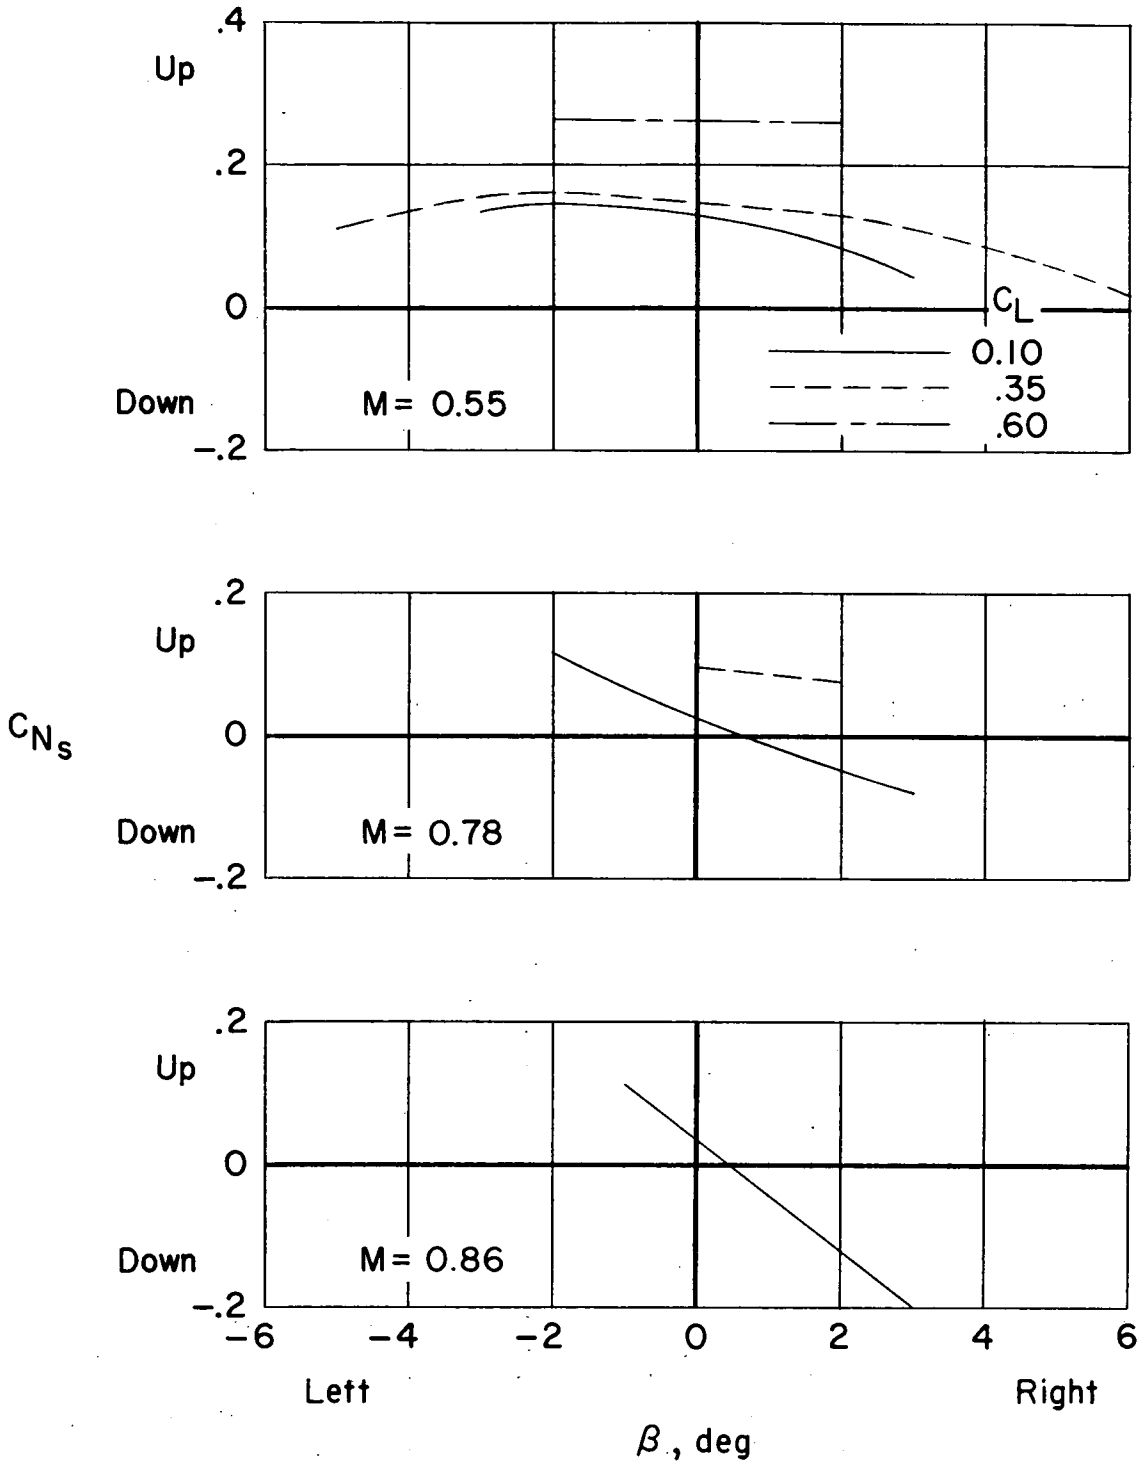 .4
Up
.2
0
Down
-.2
M = 0.55
C_L
0.10
.35
.60
.2
Up
C_Ns
0
Down
-.2
M = 0.78
.2
Up
0
Down
-.2
M = 0.86
-6 -4 -2 0 2 4 6
Left Right
β, deg